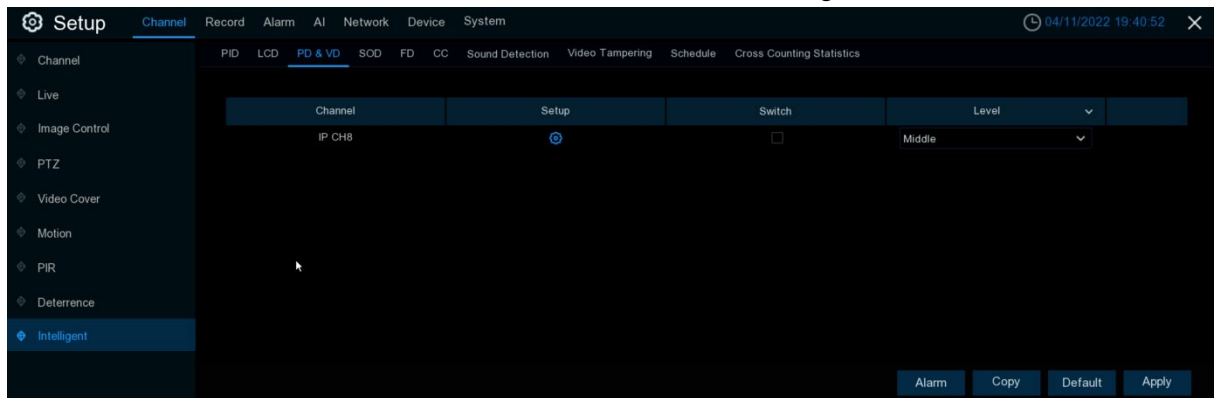 Setup Channel Record Alarm AI Network Device System 04/11/2022 19:40:52
Channel
Live
Image Control
PTZ
Video Cover
Motion
PIR
Deterrence
Intelligent
PID LCD PD & VD SOD FD CC Sound Detection Video Tampering Schedule Cross Counting Statistics
Channel Setup Switch Level
IP CH8 Middle
Alarm Copy Default Apply